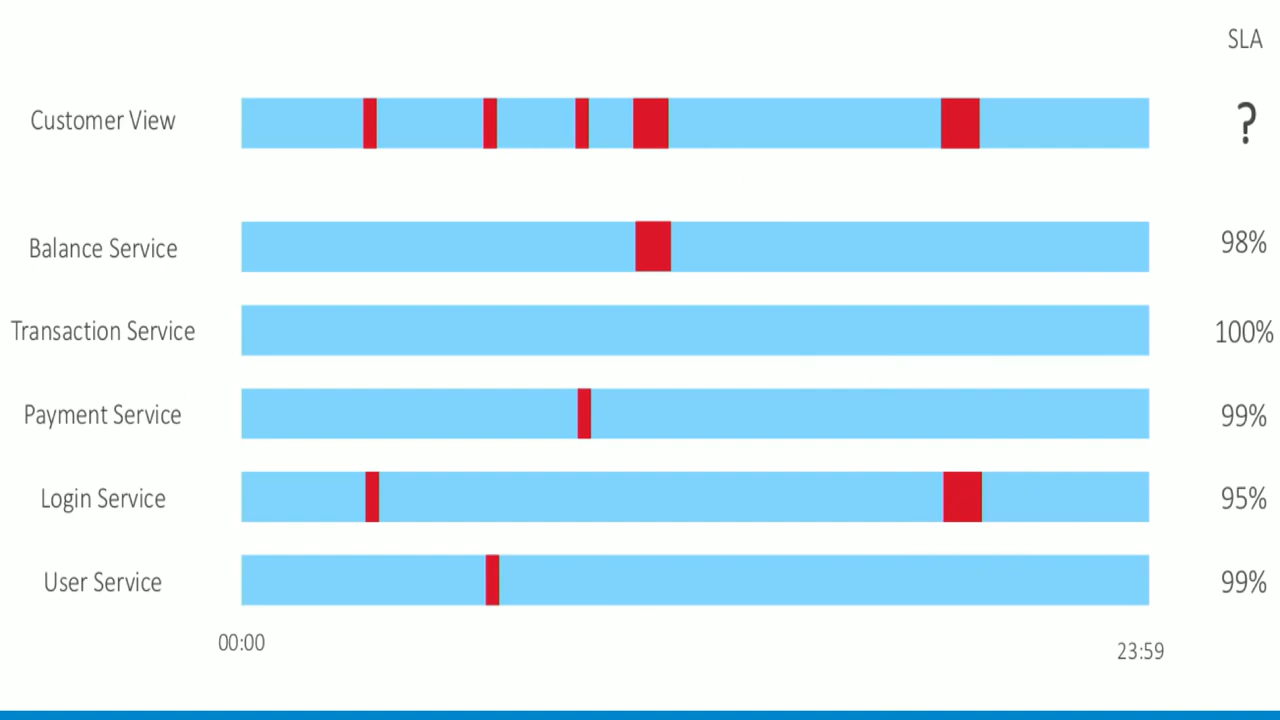 SLA
Customer View ?
Balance Service 98%
Transaction Service 100%
Payment Service 99%
Login Service 95%
User Service 99%
00:00 23:59